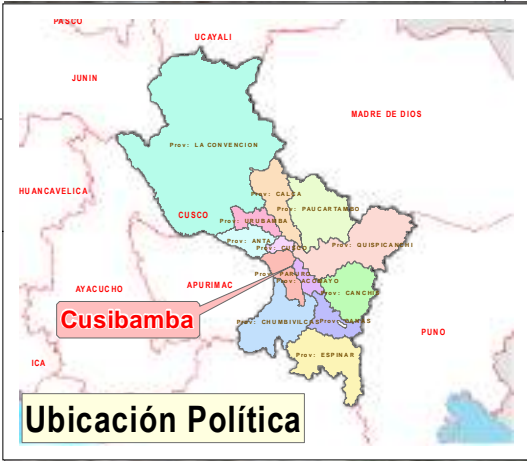 PASCO
UCAYALI
JUNIN
MADRE DE DIOS
Prov: LA CONVENCION
HUANCAVELICA
Prov: CALCA
Prov: PAUCARTAMBO
CUSCO
Prov: URUBAMBA
Prov: ANTA
Prov: CUSCO
Prov: QUISPICANCHI
Prov: PARURO
Prov: ACOMAYO
AYACUCHO
APURIMAC
Prov: CANCHIS
Cusibamba
Prov: CHUMBIVILCAS
Prov: CANAS
PUNO
Prov: ESPINAR
ICA
Ubicación Política